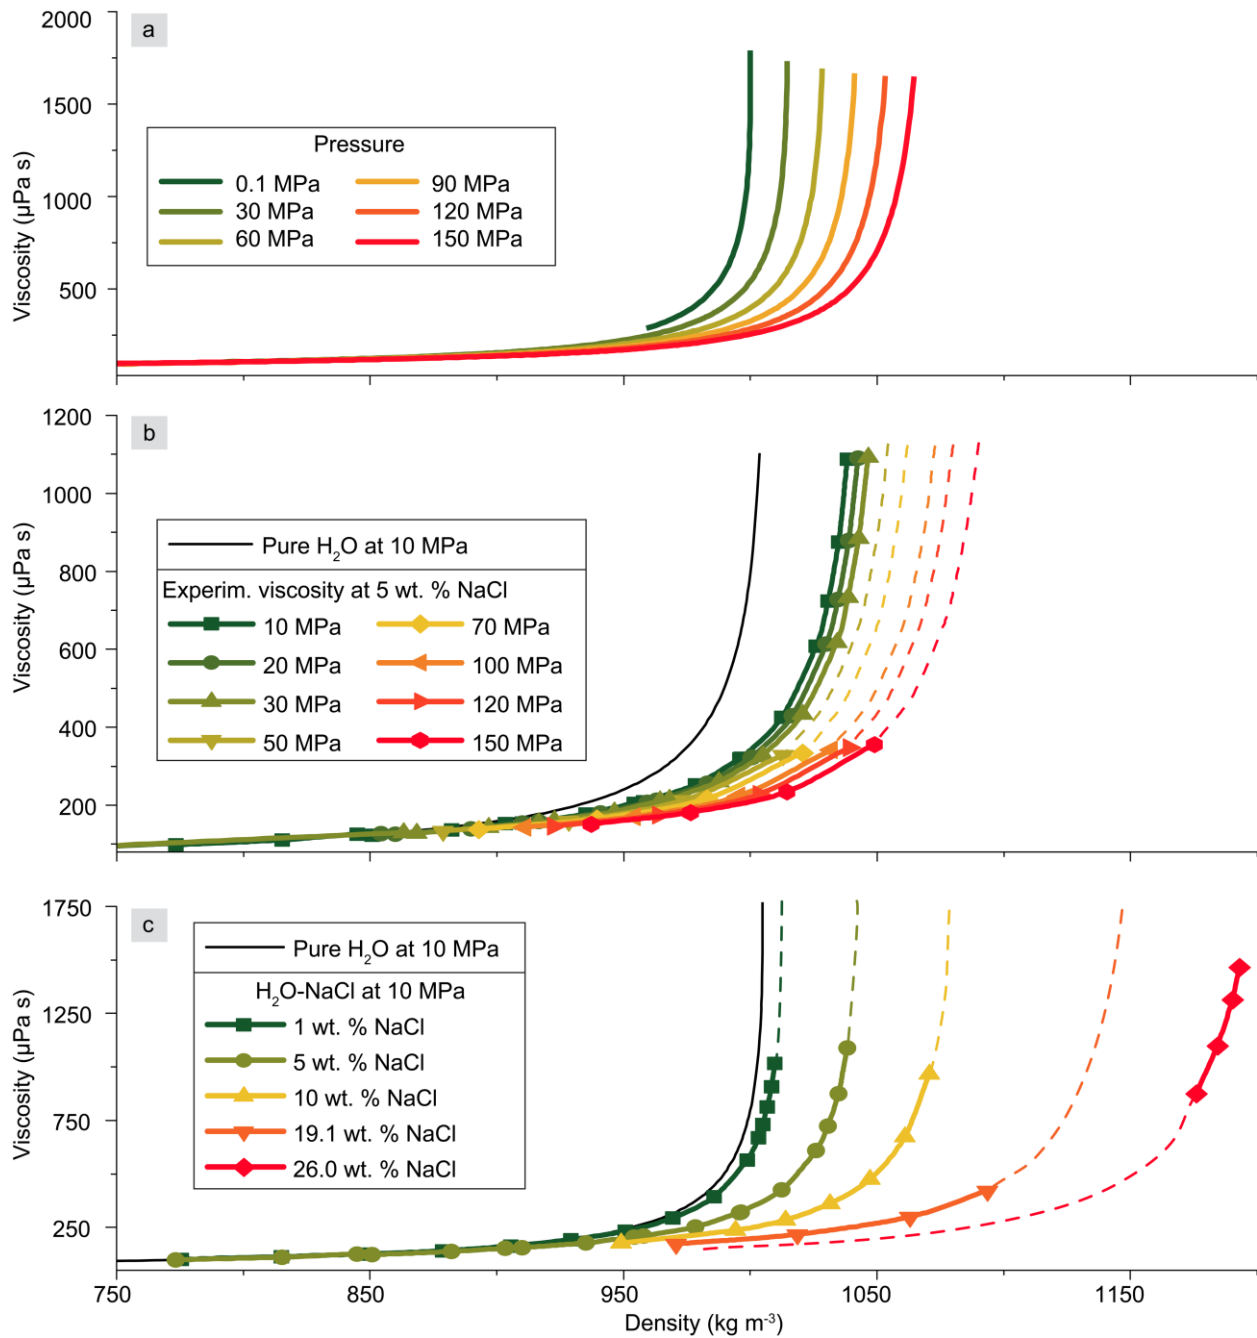 a
2000
1500
1000
500
Viscosity (µPa s)
Pressure
0.1 MPa
90 MPa
30 MPa
120 MPa
60 MPa
150 MPa
b
1200
1000
800
600
400
200
Viscosity (µPa s)
Pure H₂O at 10 MPa
Experim. viscosity at 5 wt. % NaCl
10 MPa
70 MPa
20 MPa
100 MPa
30 MPa
120 MPa
50 MPa
150 MPa
c
1750
1250
750
250
Viscosity (µPa s)
Pure H₂O at 10 MPa
H₂O-NaCl at 10 MPa
1 wt. % NaCl
5 wt. % NaCl
10 wt. % NaCl
19.1 wt. % NaCl
26.0 wt. % NaCl
750 850 950 1050 1150
Density (kg m⁻³)